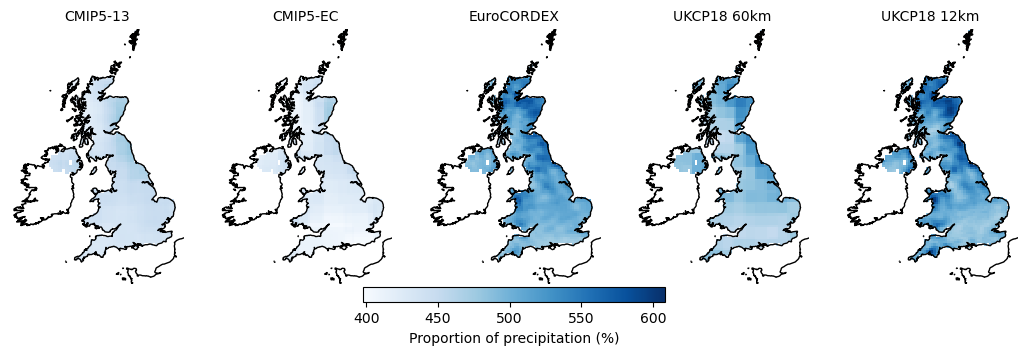 CMIP5-13 CMIP5-EC EuroCORDEX UKCP18 60km UKCP18 12km
400 450 500 550 600
Proportion of precipitation (%)